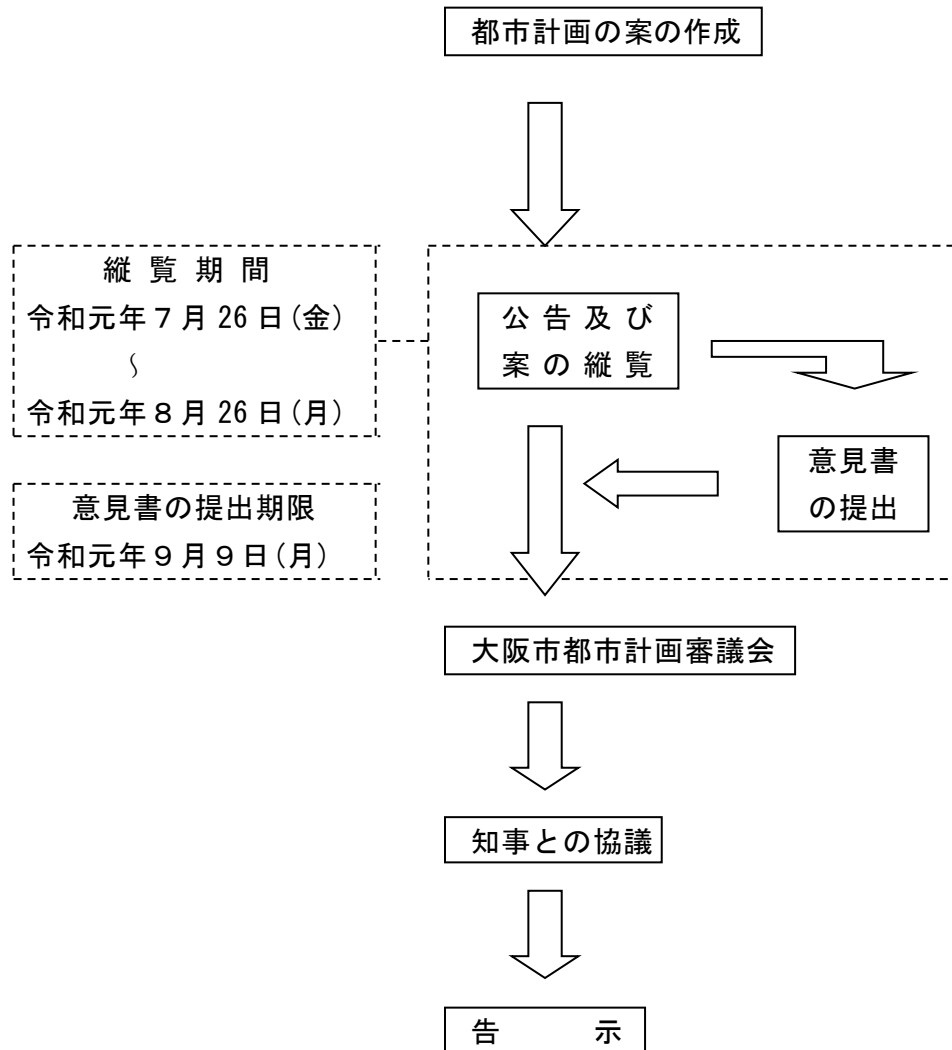 都市計画の案の作成
縦覧期間
令和元年７月26日(金)
〜
令和元年８月26日(月)
公告及び
案の縦覧
意見書の提出期限
令和元年９月９日(月)
意見書
の提出
大阪市都市計画審議会
知事との協議
告　　　示